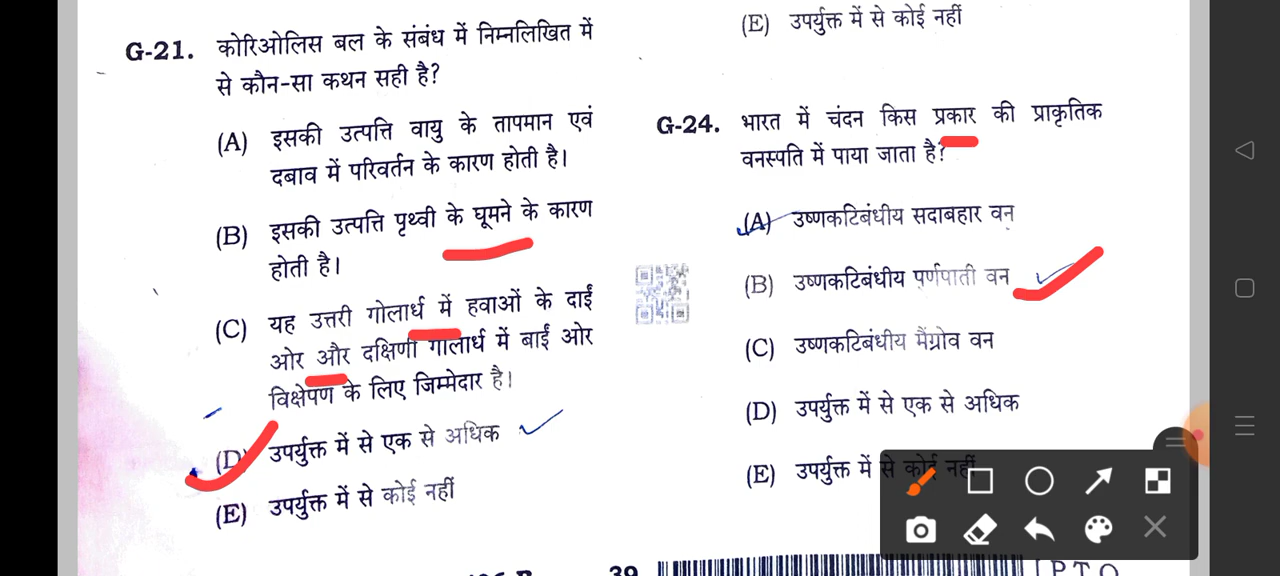 G-21. कोरिओलिस बल के संबंध में निम्नलिखित में
से कौन-सा कथन सही है?
(A) इसकी उत्पत्ति वायु के तापमान एवं
दबाव में परिवर्तन के कारण होती है।
(B) इसकी उत्पत्ति पृथ्वी के घूमने के कारण
होती है।
(C) यह उत्तरी गोलार्ध में हवाओं के दाईं
ओर और दक्षिणी गोलार्ध में बाईं ओर
विक्षेपण के लिए जिम्मेदार है।
(D) उपर्युक्त में से एक से अधिक
(E) उपर्युक्त में से कोई नहीं
(E) उपर्युक्त में से कोई नहीं
G-24. भारत में चंदन किस प्रकार की प्राकृतिक
वनस्पति में पाया जाता है?
(A) उष्णकटिबंधीय सदाबहार वन
(B) उष्णकटिबंधीय पर्णपाती वन
(C) उष्णकटिबंधीय मैंग्रोव वन
(D) उपर्युक्त में से एक से अधिक
(E) उपर्युक्त में से कोई नहीं
39